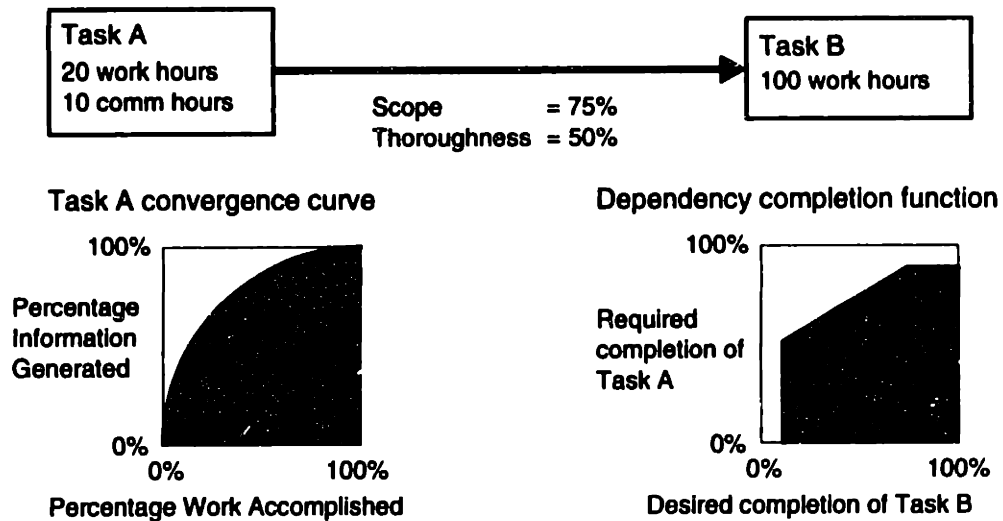 Task A
20 work hours
10 comm hours
Scope = 75%
Thoroughness = 50%
Task B
100 work hours
Task A convergence curve
100%
Percentage
Information
Generated
0%
0%
100%
Percentage Work Accomplished
Dependency completion function
100%
Required
completion of
Task A
0%
0%
100%
Desired completion of Task B